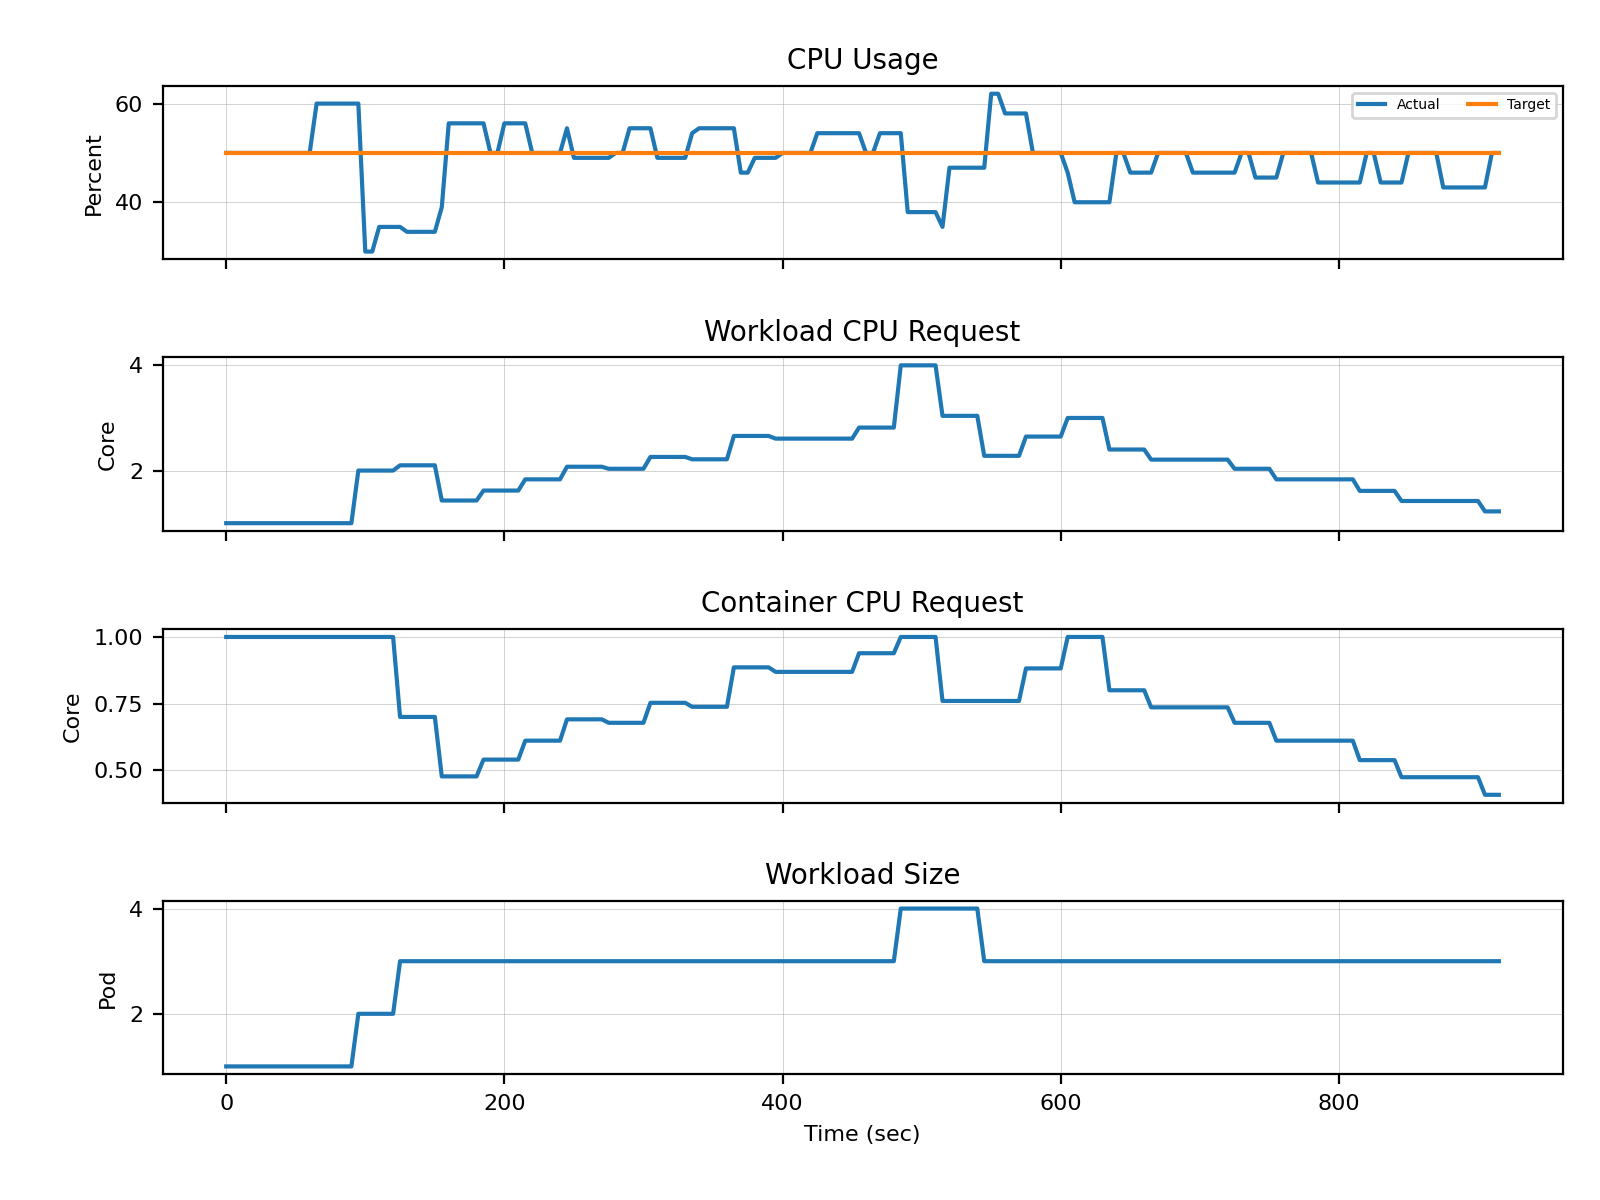 CPU Usage
Percent
60
40
Actual
Target
Workload CPU Request
Core
4
2
Container CPU Request
Core
1.00
0.75
0.50
Workload Size
Pod
4
2
0 200 400 600 800
Time (sec)